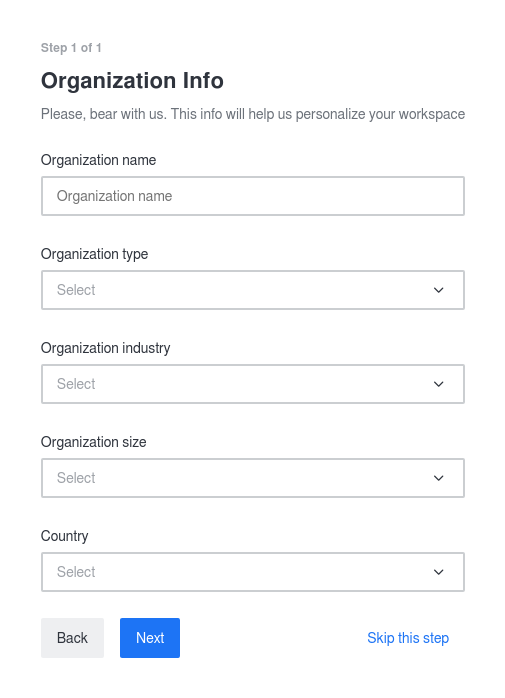 Step 1 of 1
Organization Info
Please, bear with us. This info will help us personalize your workspace
Organization name
Organization name
Organization type
Select
Organization industry
Select
Organization size
Select
Country
Select
Back
Next
Skip this step